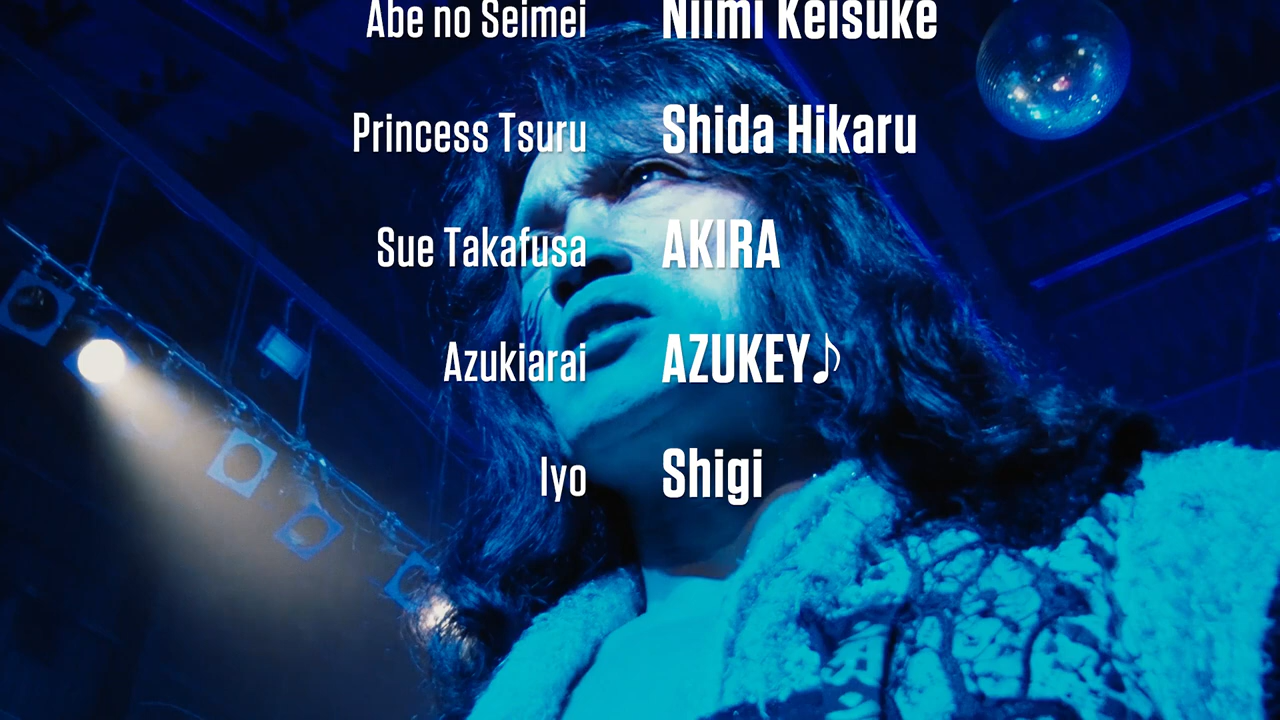 Abe no Seimei Niimi Keisuke
Princess Tsuru Shida Hikaru
Sue Takafusa AKIRA
Azukiarai AZUKEY♪
Iyo Shigi